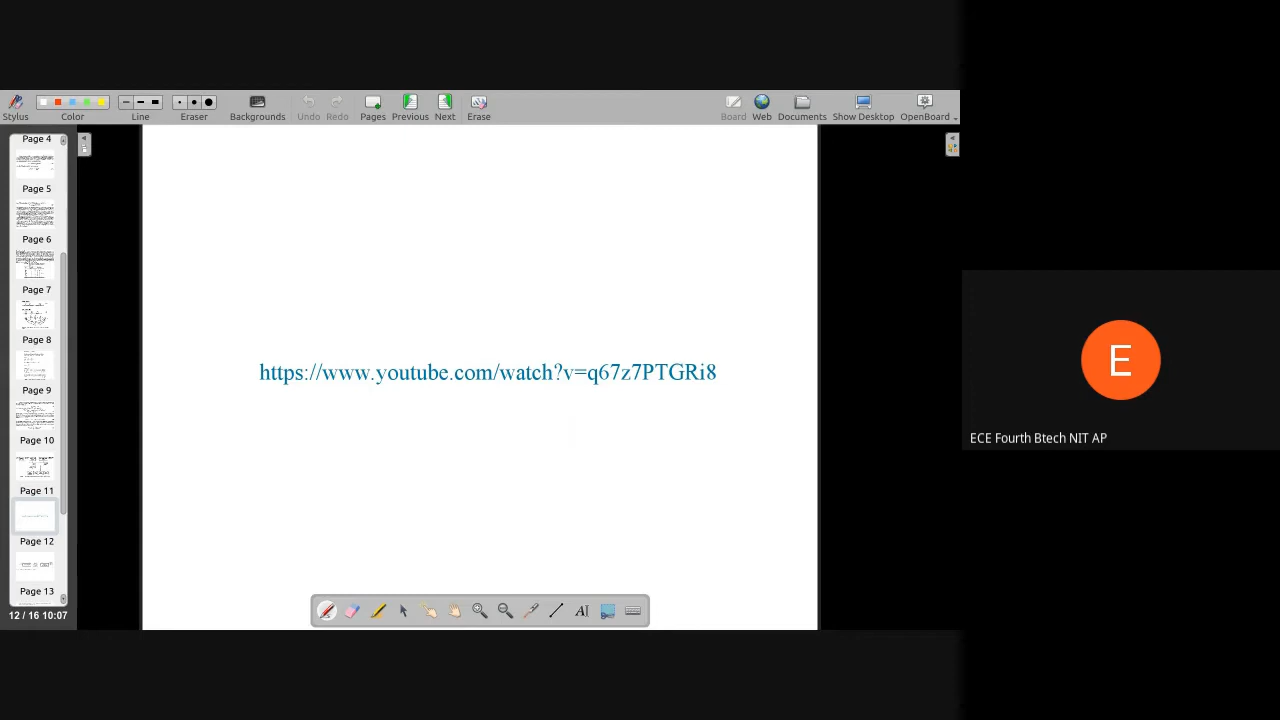 Stylus Color Line Eraser Backgrounds Undo Redo Pages Previous Next Erase Board Web Documents Show Desktop OpenBoard
Page 4
Page 5
Page 6
Page 7
Page 8
Page 9
Page 10
Page 11
Page 12
Page 13
12 / 16 10:07
https://www.youtube.com/watch?v=q67z7PTGRi8
AI
E
ECE Fourth Btech NIT AP